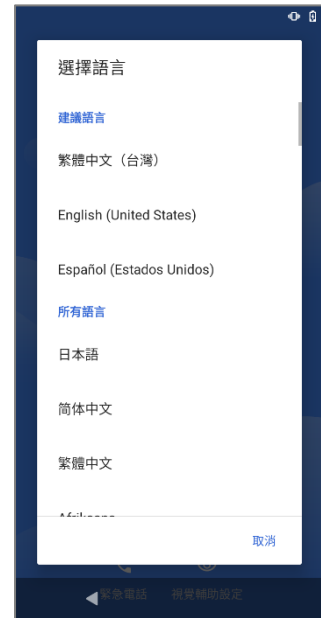 選擇語言
建議語言
繁體中文（台灣）
English (United States)
Español (Estados Unidos)
所有語言
日本語
简体中文
繁體中文
Afrikaans
取消
緊急電話 視覺輔助設定